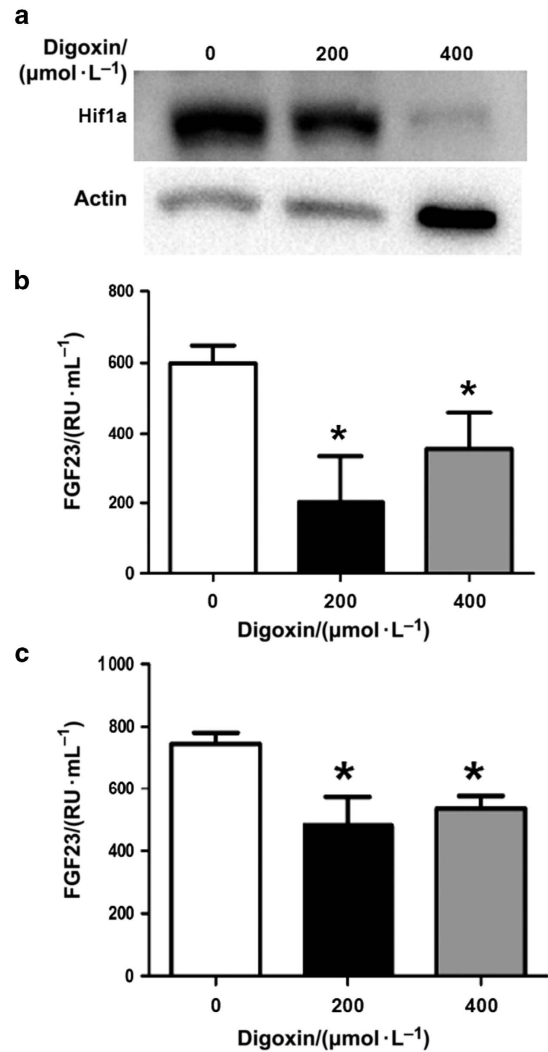 a
Digoxin/ 0 200 400
(µmol·L⁻¹)
Hif1a
Actin
b
800
600
400
200
0
FGF23/(RU·mL⁻¹)
* *
0 200 400
Digoxin/(µmol·L⁻¹)
c
1 000
800
600
400
200
0
FGF23/(RU·mL⁻¹)
* *
0 200 400
Digoxin/(µmol·L⁻¹)